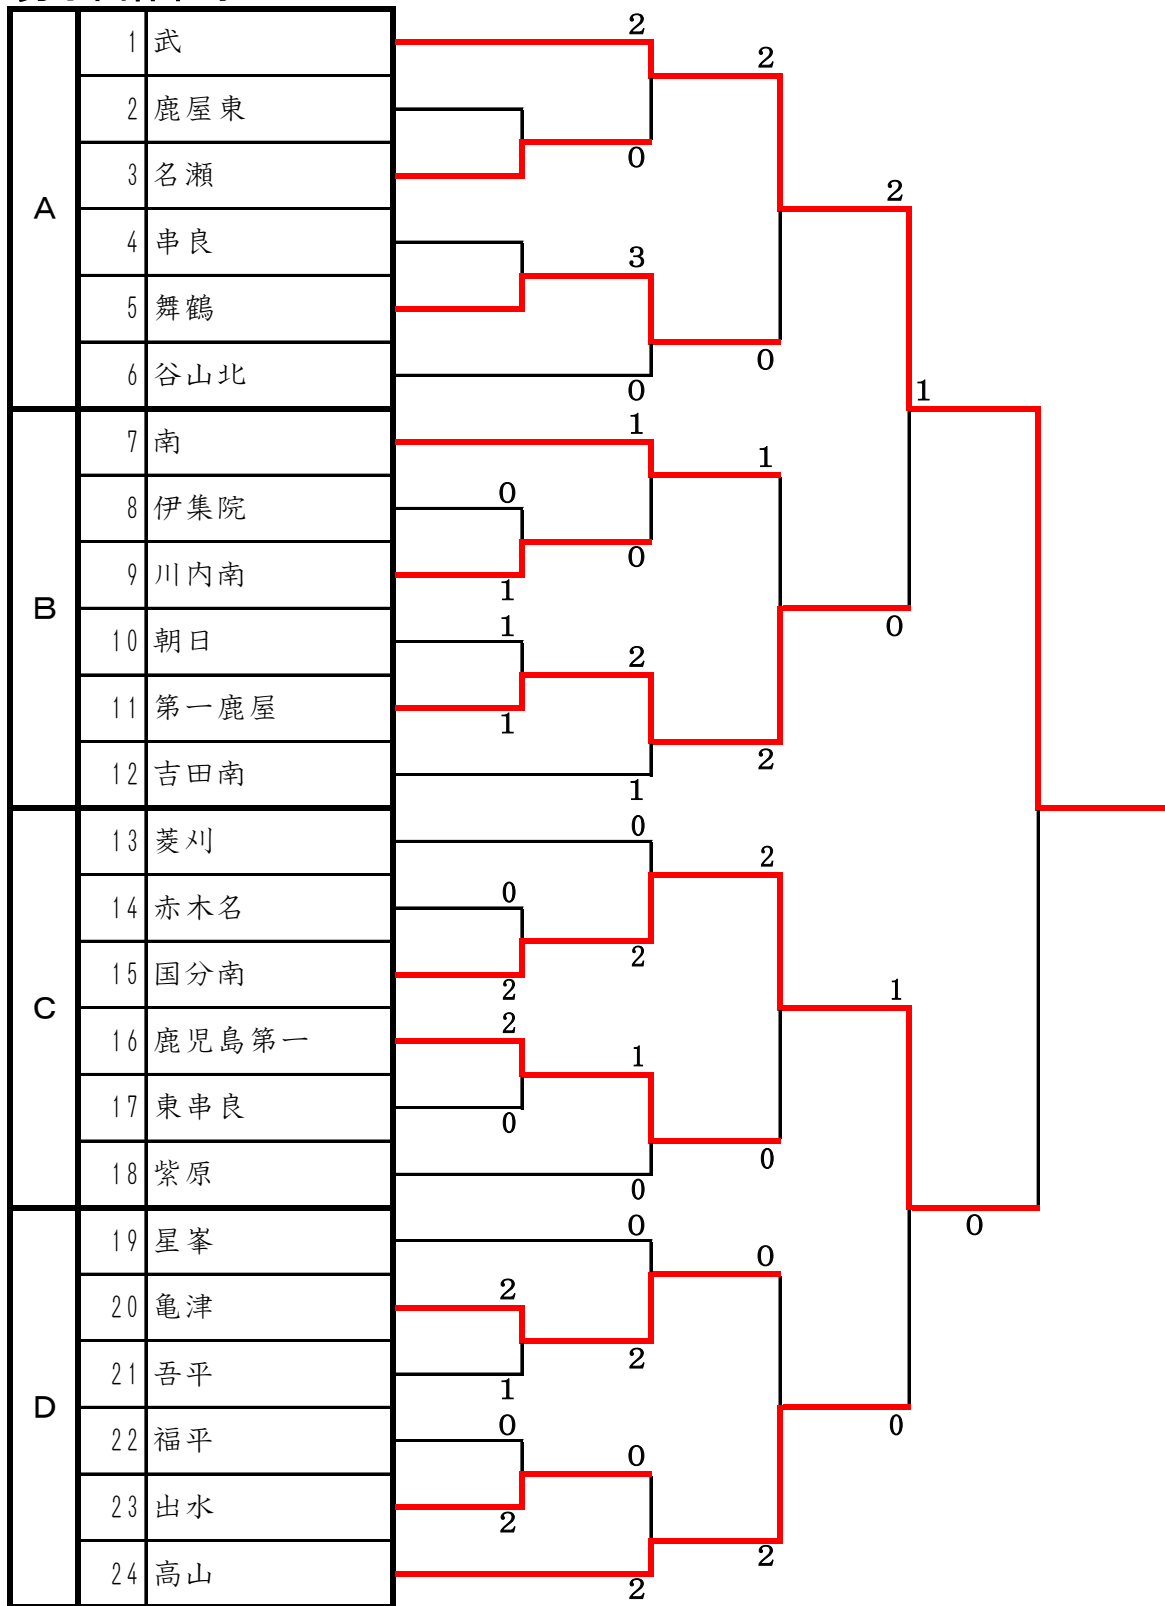 A
1 武
2 鹿屋東
3 名瀬
4 串良
5 舞鶴
6 谷山北
B
7 南
8 伊集院
9 川内南
10 朝日
11 第一鹿屋
12 吉田南
C
13 菱刈
14 赤木名
15 国分南
16 鹿児島第一
17 東串良
18 紫原
D
19 星峯
20 亀津
21 吾平
22 福平
23 出水
24 高山
2
2
0
2
3
0
0
1
1
1
0
0
1
1
0
2
1
2
1
0
2
0
2
2
1
2
1
0
0
0
0
0
0
2
2
1
0
0
0
2
2
2